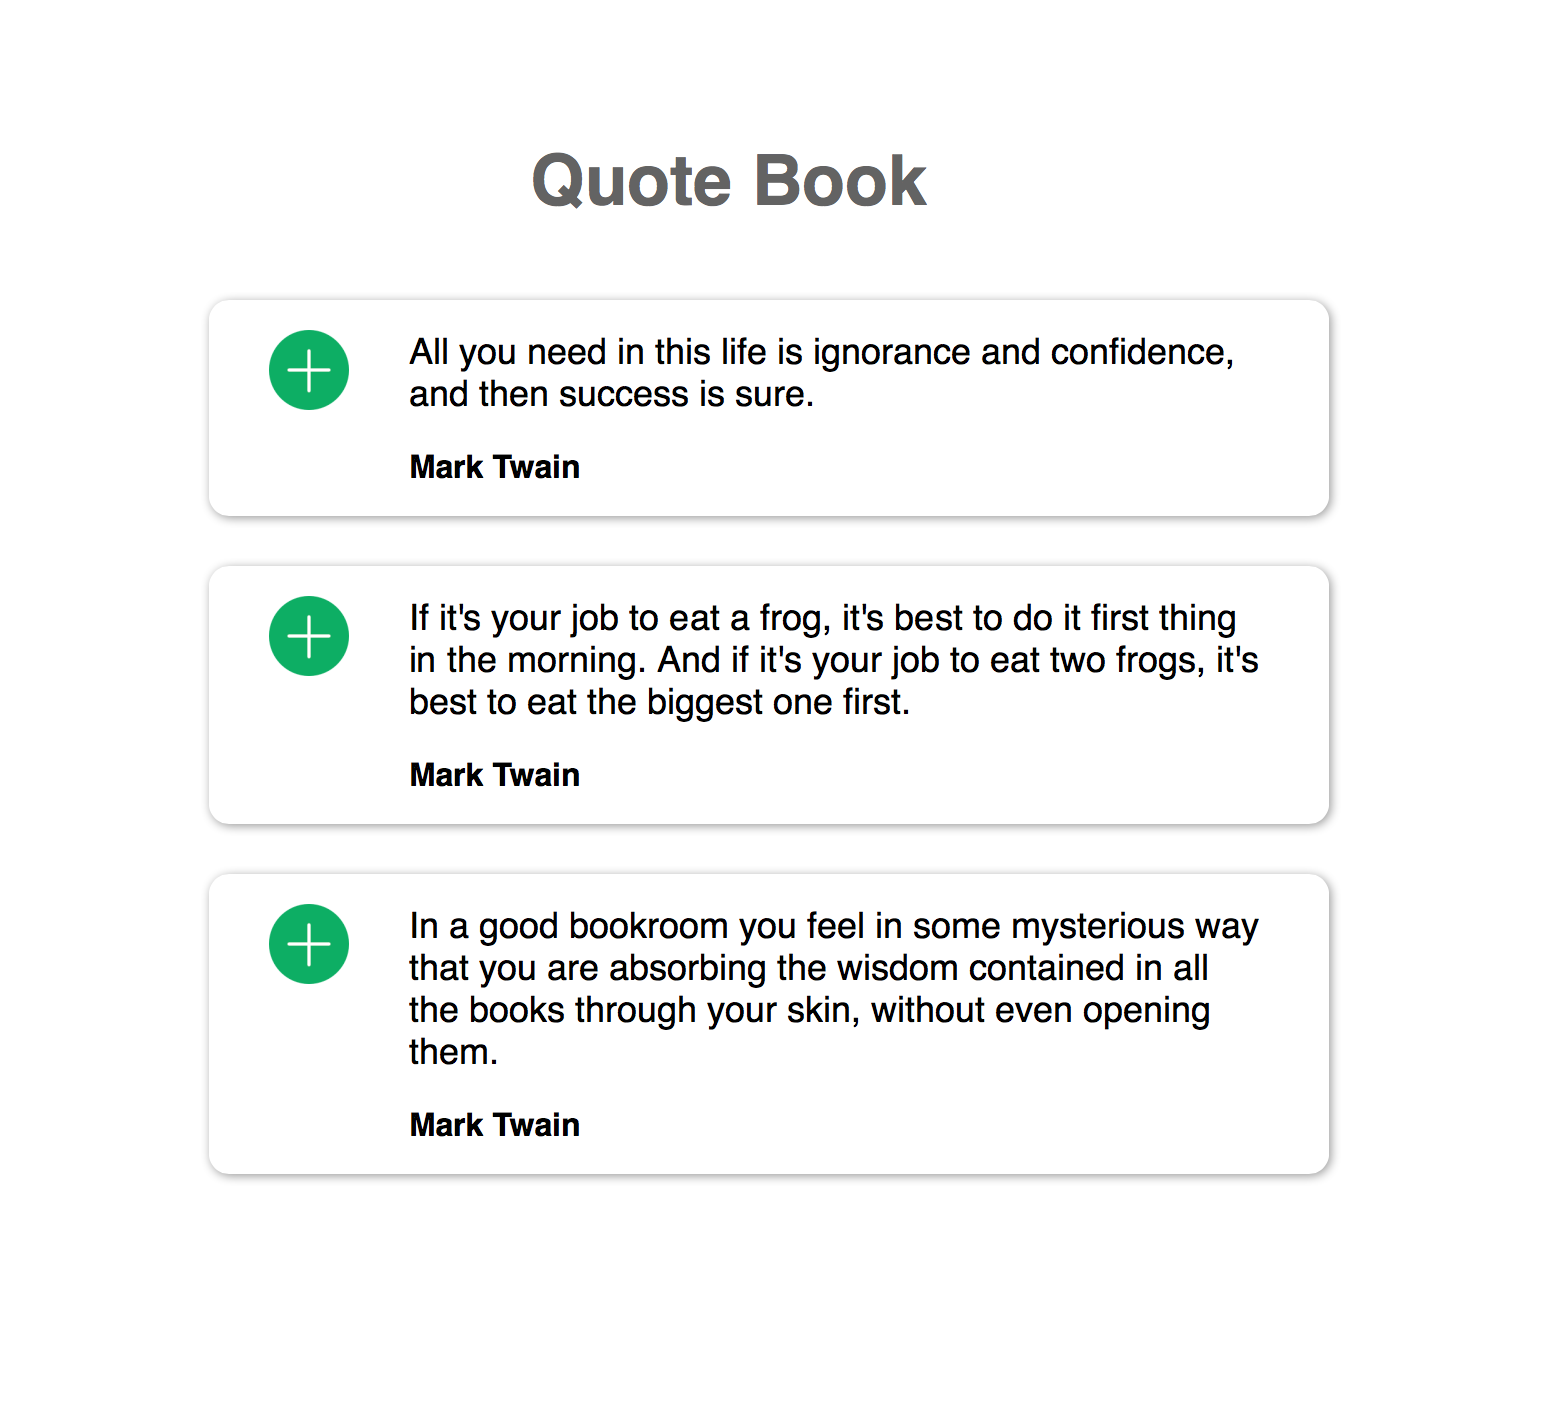 Quote Book
All you need in this life is ignorance and confidence,
and then success is sure.
Mark Twain
If it's your job to eat a frog, it's best to do it first thing
in the morning. And if it's your job to eat two frogs, it's
best to eat the biggest one first.
Mark Twain
In a good bookroom you feel in some mysterious way
that you are absorbing the wisdom contained in all
the books through your skin, without even opening
them.
Mark Twain